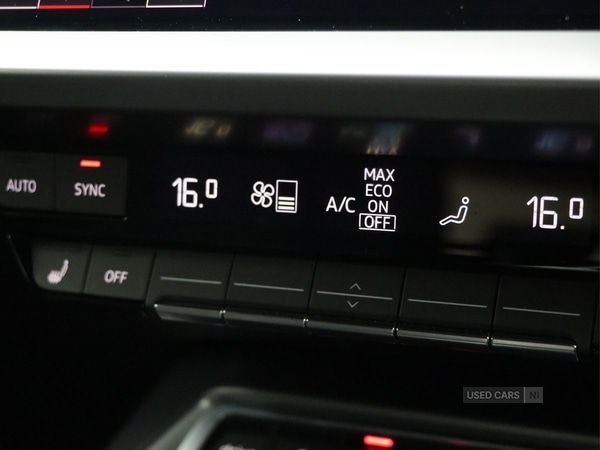 AUTO
SYNC
16.0
A/C
MAX
ECO
ON
OFF
16.0
OFF
USED CARS NI